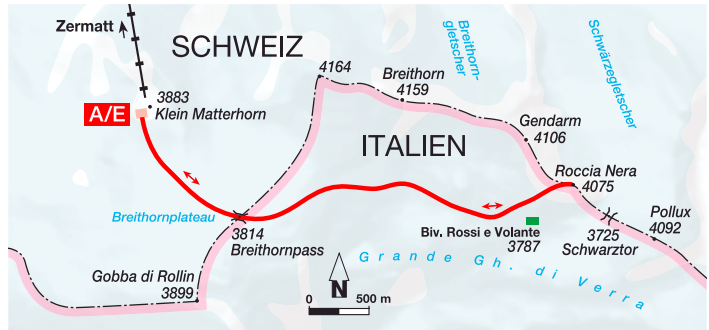 Zermatt
SCHWEIZ
Breithorn-
gletscher
Schwärzegletscher
4164
Breithorn
4159
3883
Klein Matterhorn
A/E
Gendarm
4106
ITALIEN
Roccia Nera
4075
Breithornplateau
3814
Breithornpass
Biv. Rossi e Volante
3787
3725
Schwarztor
Pollux
4092
Gobba di Rollin
3899
Grande Gh. di Verra
N
0 500 m